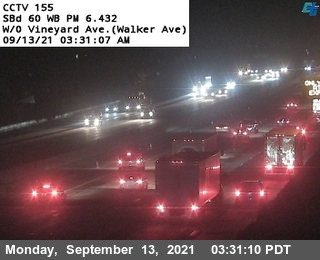 CCTV 155
SBd 60 WB PM 6.432
W/O Vineyard Ave.(Walker Ave)
09/13/21 03:31:07 AM
ONLY
Monday, September 13, 2021 03:31:10 PDT